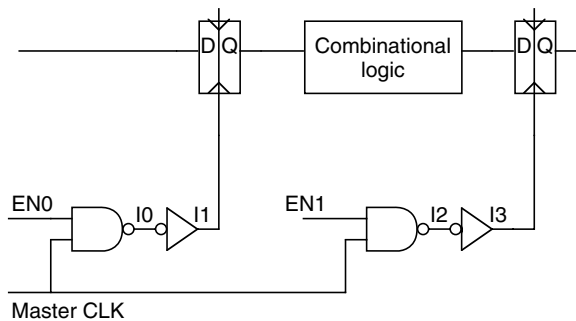 D Q
Combinational
logic
D Q
EN0
I0
I1
EN1
I2
I3
Master CLK